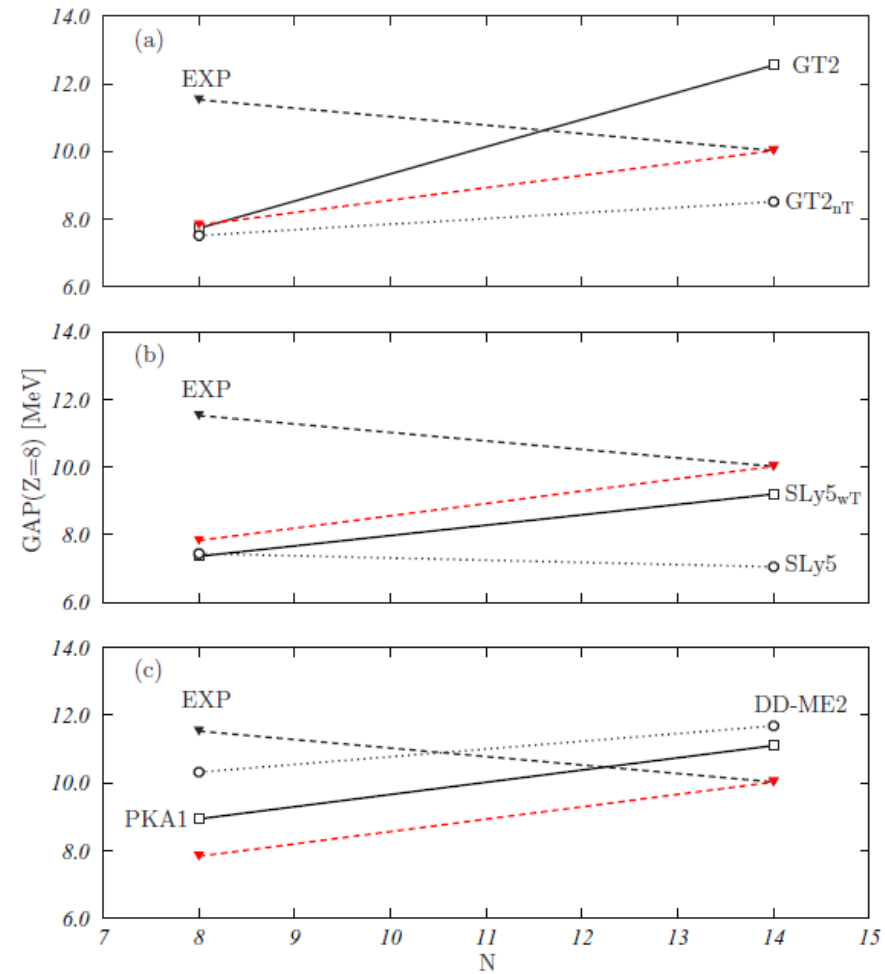 14.0
(a)
GT2
EXP
12.0
10.0
GT2nT
8.0
6.0
14.0
(b)
EXP
12.0
10.0
SLy5wT
8.0
SLy5
6.0
GAP(Z=8) [MeV]
14.0
(c)
EXP
DD-ME2
12.0
10.0
PKA1
8.0
6.0
7 8 9 10 11 12 13 14 15
N